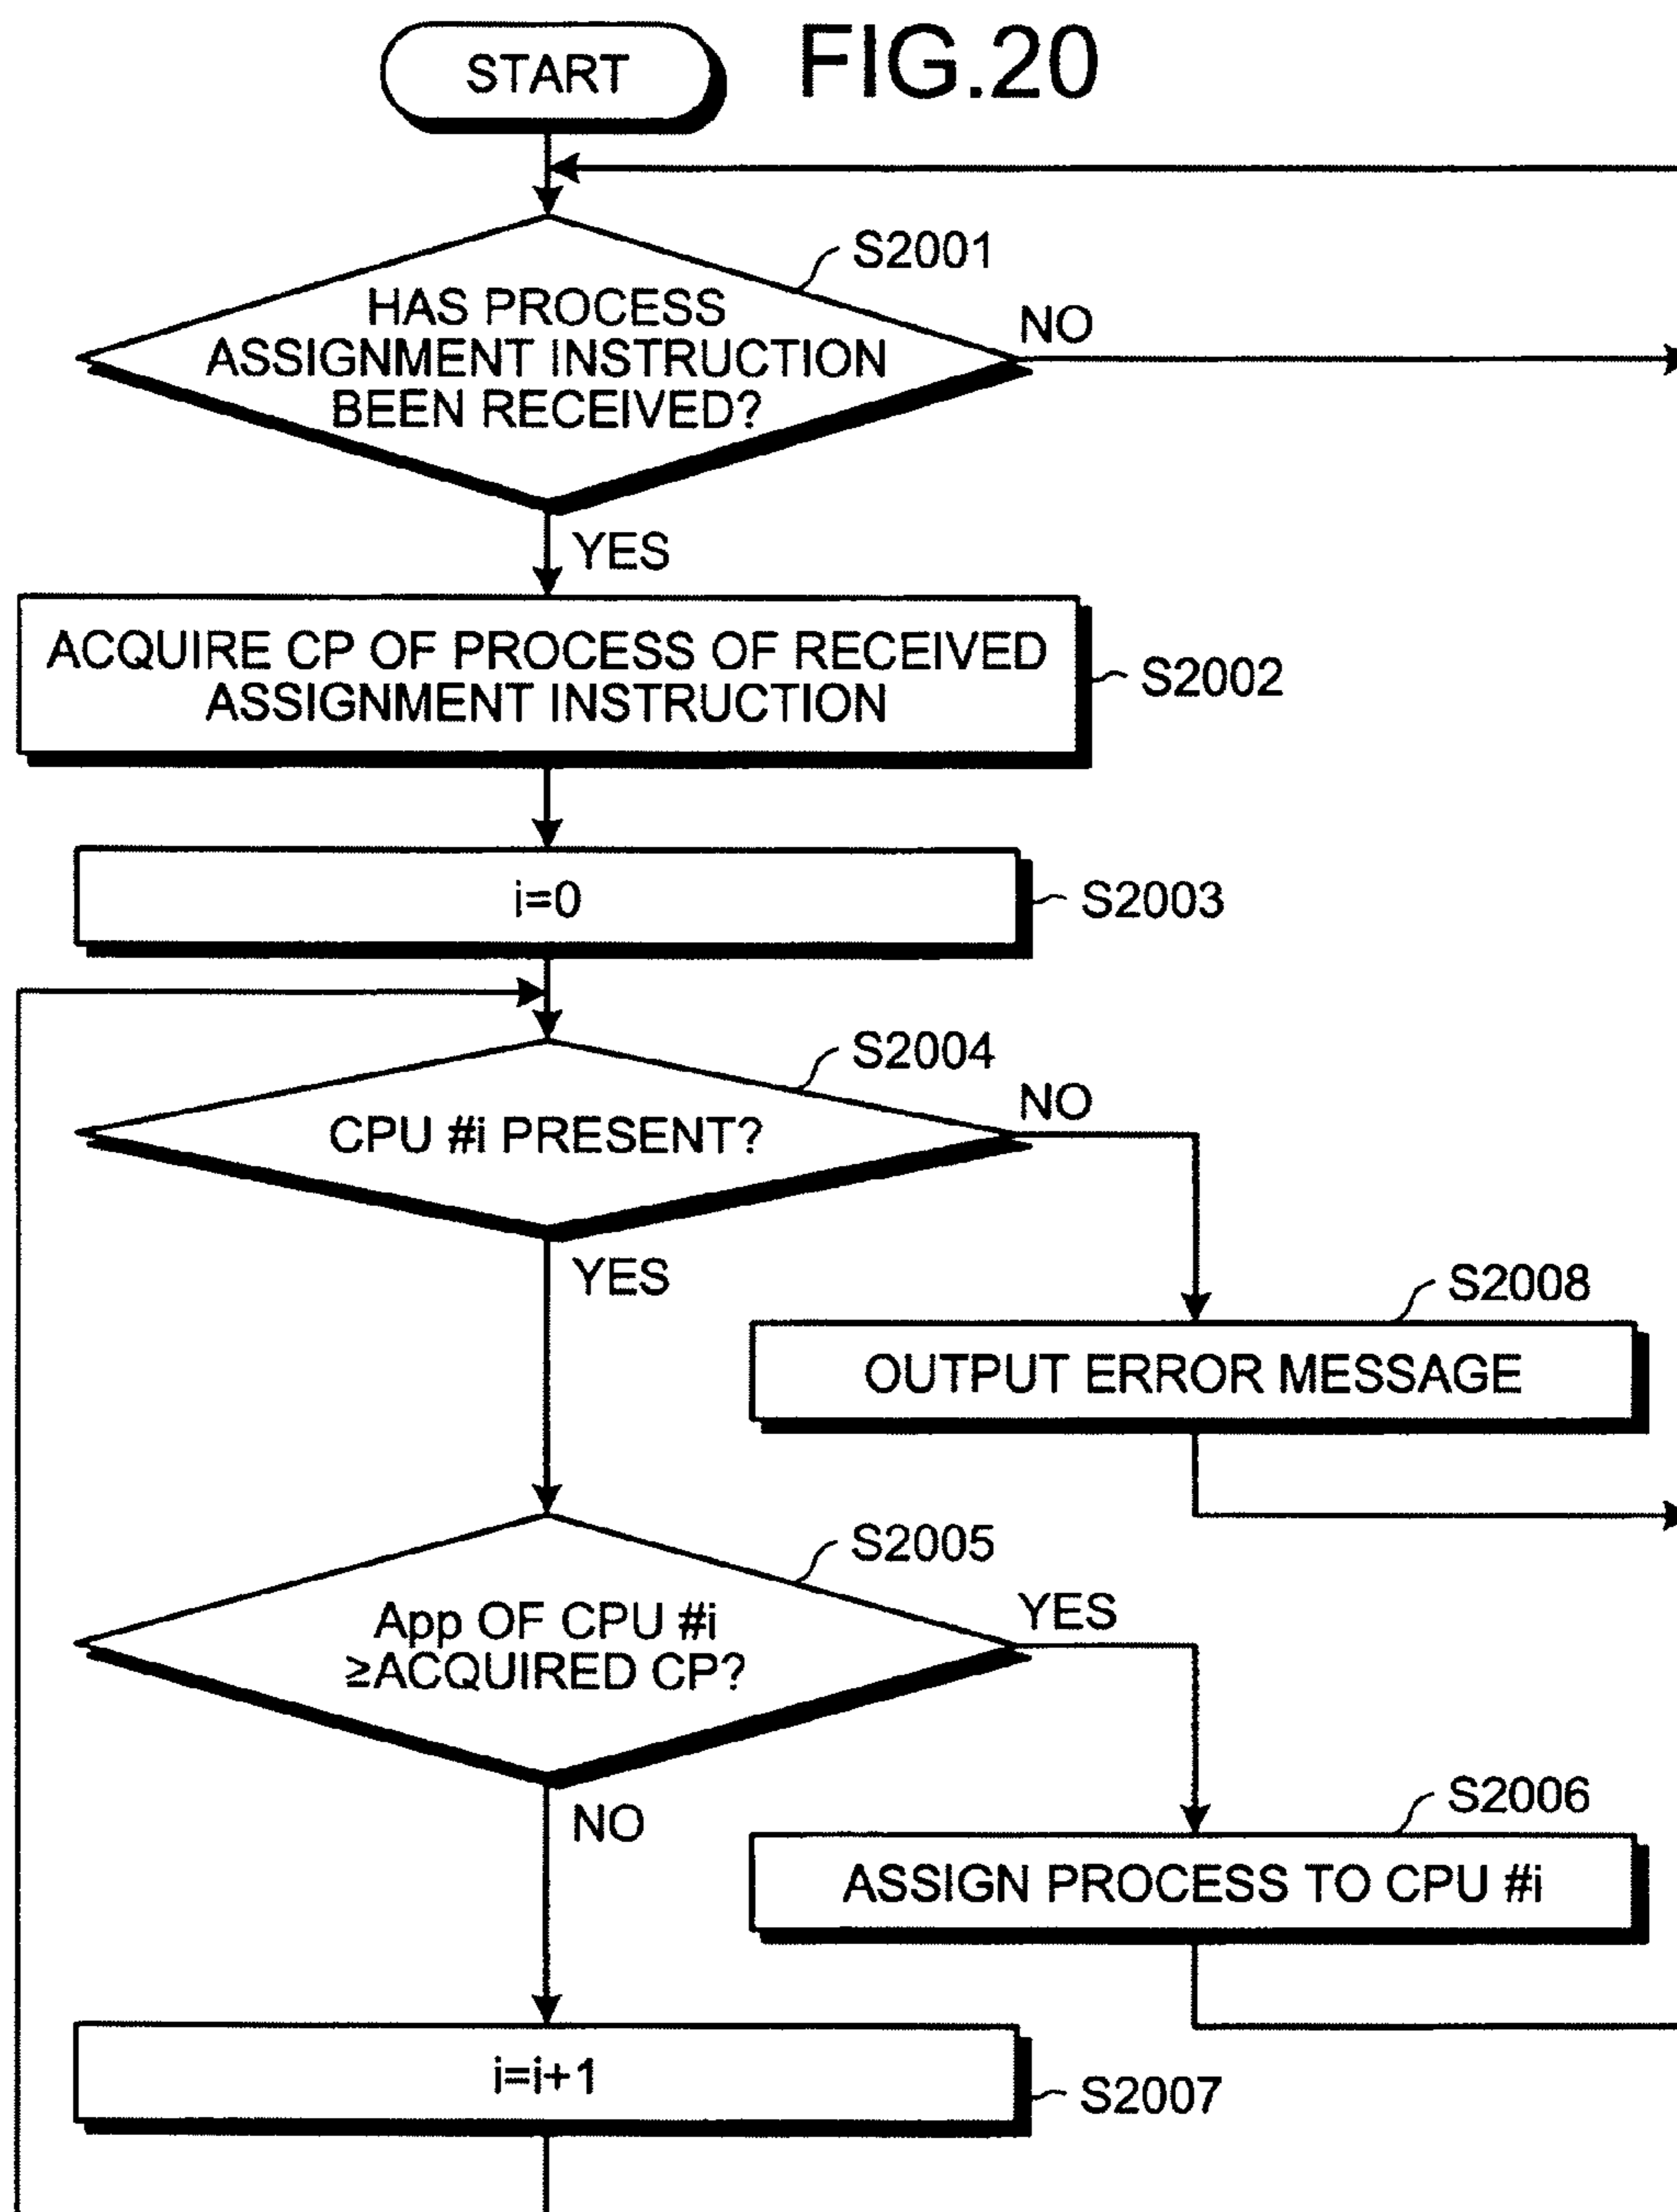 FIG.20
START
S2001
HAS PROCESS
ASSIGNMENT INSTRUCTION
BEEN RECEIVED?
NO
YES
ACQUIRE CP OF PROCESS OF RECEIVED
ASSIGNMENT INSTRUCTION
S2002
i=0
S2003
S2004
CPU #i PRESENT?
NO
YES
S2008
OUTPUT ERROR MESSAGE
S2005
App OF CPU #i
≥ACQUIRED CP?
YES
NO
S2006
ASSIGN PROCESS TO CPU #i
i=i+1
S2007